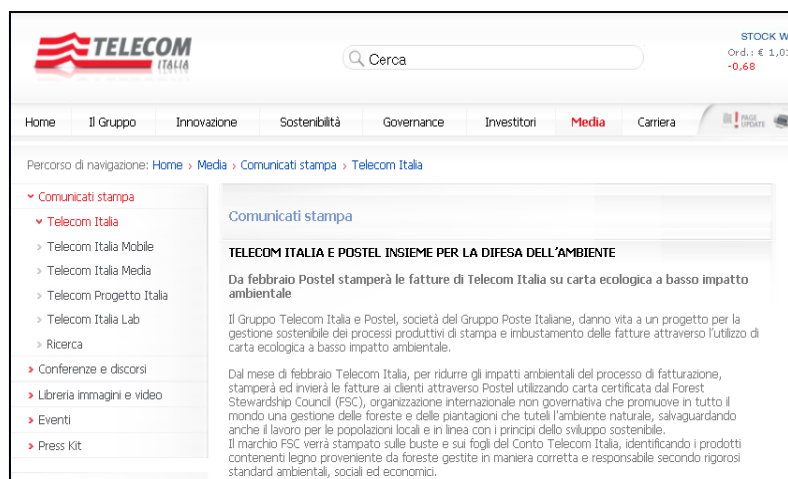 TELECOM
ITALIA
Cerca
STOCK W
Ord.: € 1,01
-0,68
Home Il Gruppo Innovazione Sostenibilità Governance Investitori Media Carriera PAGE UPDATE
Percorso di navigazione: Home › Media › Comunicati stampa › Telecom Italia
Comunicati stampa
Telecom Italia
Telecom Italia Mobile
Telecom Italia Media
Telecom Progetto Italia
Telecom Italia Lab
Ricerca
Conferenze e discorsi
Libreria immagini e video
Eventi
Press Kit
Comunicati stampa
TELECOM ITALIA E POSTEL INSIEME PER LA DIFESA DELL'AMBIENTE
Da febbraio Postel stamperà le fatture di Telecom Italia su carta ecologica a basso impatto
ambientale
Il Gruppo Telecom Italia e Postel, società del Gruppo Poste Italiane, danno vita a un progetto per la
gestione sostenibile dei processi produttivi di stampa e imbustamento delle fatture attraverso l'utilizzo di
carta ecologica a basso impatto ambientale.
Dal mese di febbraio Telecom Italia, per ridurre gli impatti ambientali del processo di fatturazione,
stamperà ed invierà le fatture ai clienti attraverso Postel utilizzando carta certificata dal Forest
Stewardship Council (FSC), organizzazione internazionale non governativa che promuove in tutto il
mondo una gestione delle foreste e delle piantagioni che tuteli l'ambiente naturale, salvaguardando
anche il lavoro per le popolazioni locali e in linea con i principi dello sviluppo sostenibile.
Il marchio FSC verrà stampato sulle buste e sui fogli del Conto Telecom Italia, identificando i prodotti
contenenti legno proveniente da foreste gestite in maniera corretta e responsabile secondo rigorosi
standard ambientali, sociali ed economici.